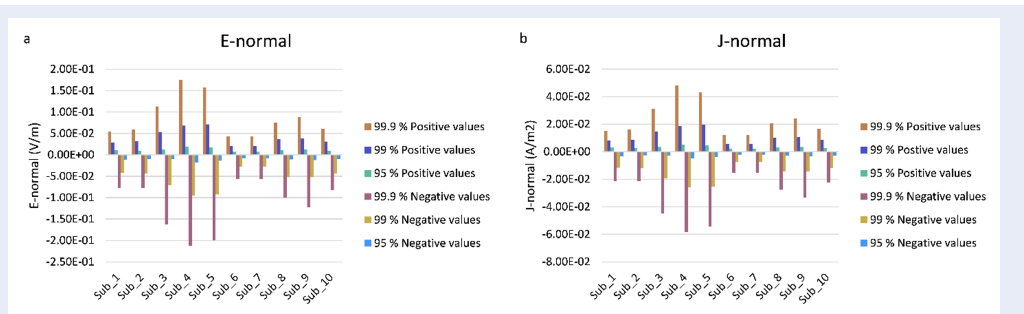 a
E-normal
E-normal (V/m)
2.00E-01
1.50E-01
1.00E-01
5.00E-02
0.00E+00
-5.00E-02
-1.00E-01
-1.50E-01
-2.00E-01
-2.50E-01
Sub_1 Sub_2 Sub_3 Sub_4 Sub_5 Sub_6 Sub_7 Sub_8 Sub_9 Sub_10
99.9 % Positive values
99 % Positive values
95 % Positive values
99.9 % Negative values
99 % Negative values
95 % Negative values
b
J-normal
J-normal (A/m2)
6.00E-02
4.00E-02
2.00E-02
0.00E+00
-2.00E-02
-4.00E-02
-6.00E-02
-8.00E-02
Sub_1 Sub_2 Sub_3 Sub_4 Sub_5 Sub_6 Sub_7 Sub_8 Sub_9 Sub_10
99.9 % Positive values
99 % Positive values
95 % Positive values
99.9 % Negative values
99 % Negative values
95 % Negative values